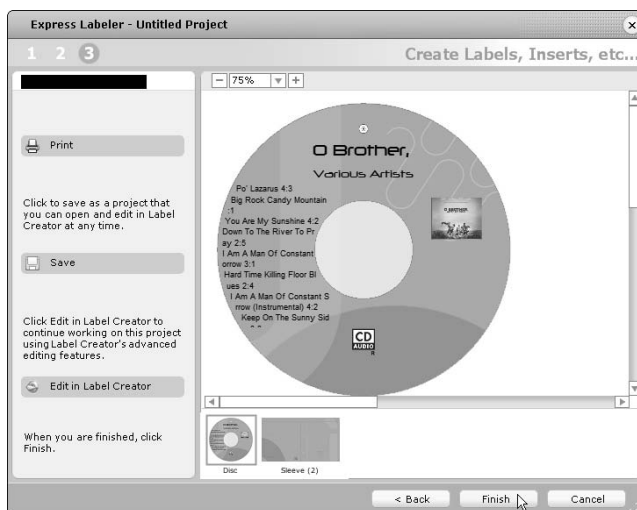 Express Labeler - Untitled Project
1 2 3
Create Labels, Inserts, etc...
Print
Click to save as a project that
you can open and edit in Label
Creator at any time.
Save
Click Edit in Label Creator to
continue working on this project
using Label Creator's advanced
editing features.
Edit in Label Creator
When you are finished, click
Finish.
75%
O Brother,
Various Artists
Po' Lazarus 4:3
Big Rock Candy Mountain
:1
You Are My Sunshine 4:2
Down To The River To Pr
ay 2:5
I Am A Man Of Constant
orrow 3:1
Hard Time Killing Floor Bl
ues 2:4
I Am A Man Of Constant S
rrow (Instrumental) 4:2
Keep On The Sunny Sid
O BROTHER,
CD
AUDIO
R
Disc
Sleeve (2)
< Back
Finish
Cancel